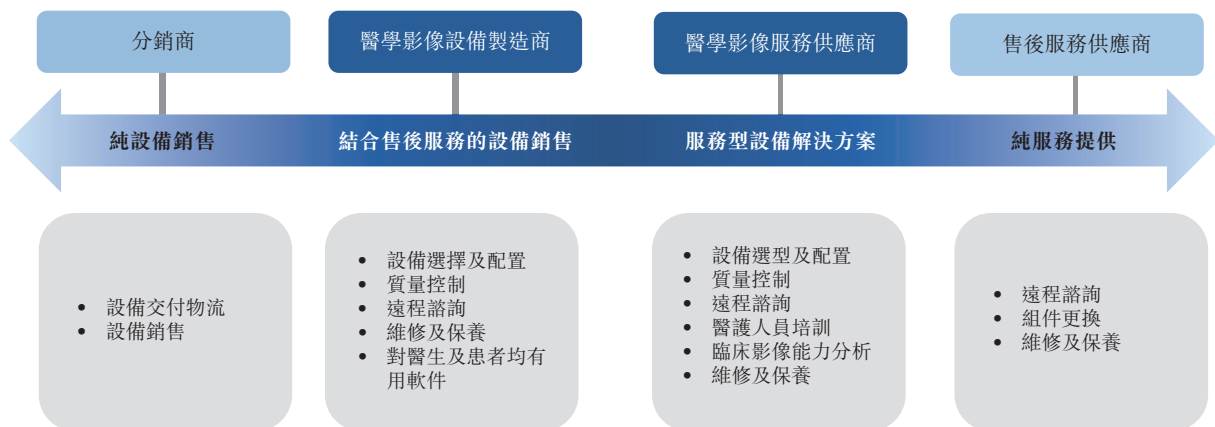 分銷商
醫學影像設備製造商
醫學影像服務供應商
售後服務供應商
純設備銷售
結合售後服務的設備銷售
服務型設備解決方案
純服務提供
• 設備交付物流
• 設備銷售
• 設備選擇及配置
• 質量控制
• 遠程諮詢
• 維修及保養
• 對醫生及患者均有
用軟件
• 設備選型及配置
• 質量控制
• 遠程諮詢
• 醫護人員培訓
• 臨床影像能力分析
• 維修及保養
• 遠程諮詢
• 組件更換
• 維修及保養